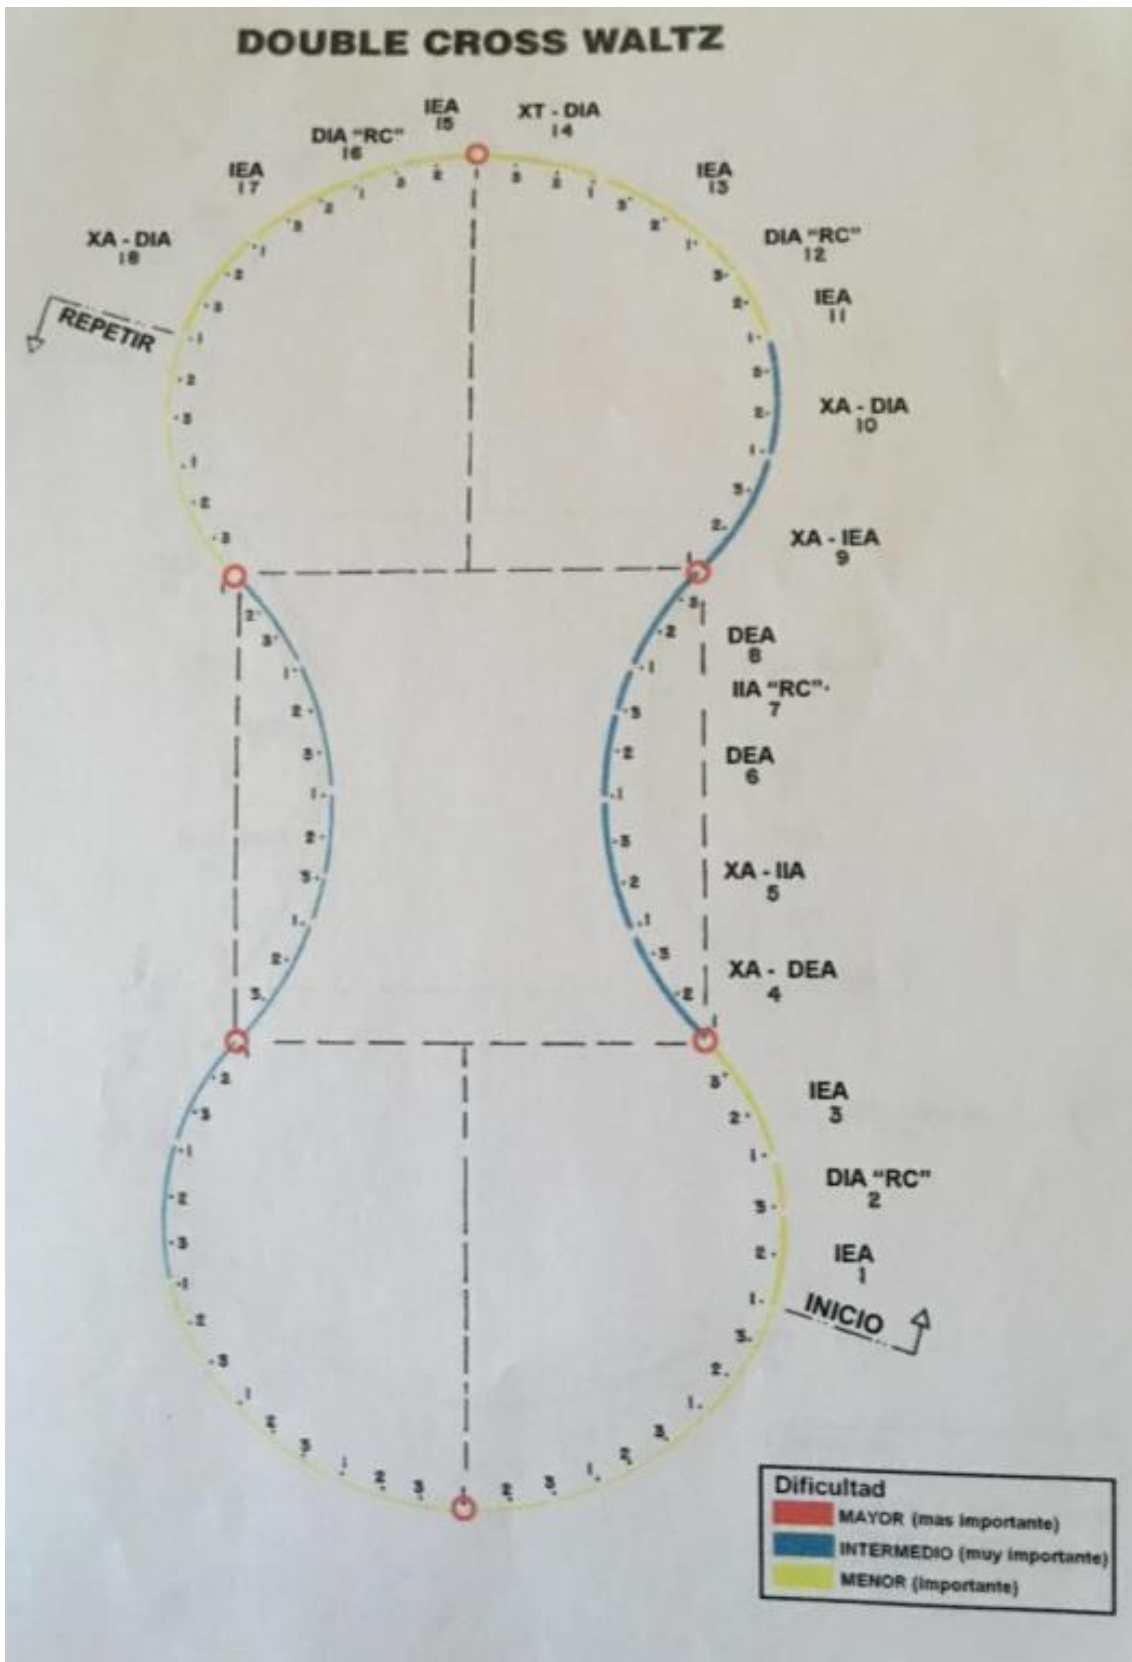 DOUBLE CROSS WALTZ
IEA
15
XT - DIA
14
DIA “RC”
16
IEA
17
IEA
13
XA - DIA
18
DIA “RC”
12
IEA
11
REPETIR
XA - DIA
10
XA - IEA
9
DEA
8
IIA “RC”
7
DEA
6
XA - IIA
5
XA - DEA
4
IEA
3
DIA “RC”
2
IEA
1
INICIO
Dificultad
MAYOR (mas importante)
INTERMEDIO (muy importante)
MENOR (importante)